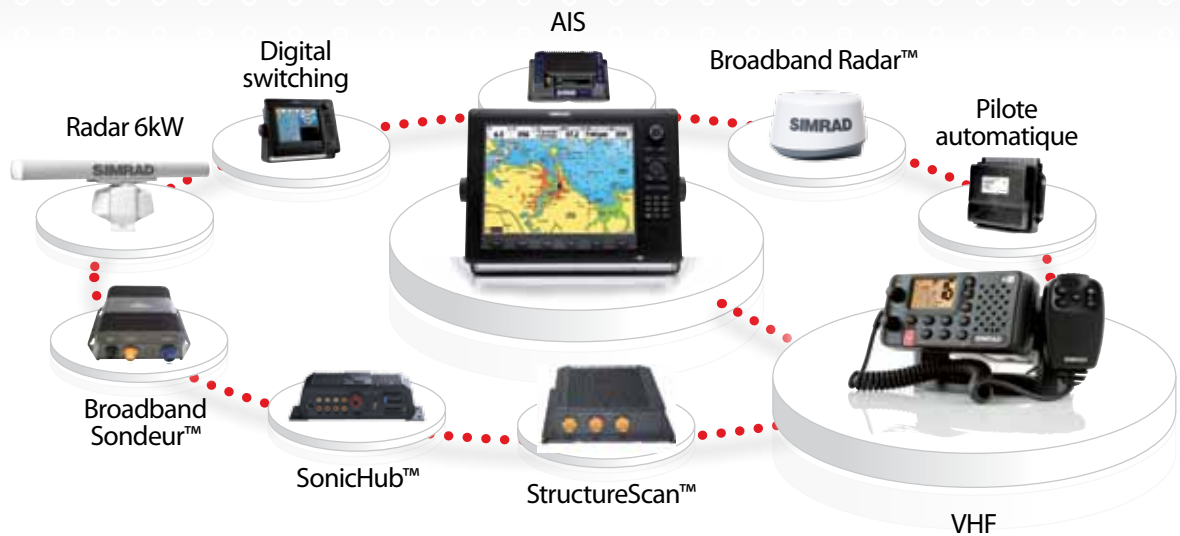 AIS
Digital
switching
Broadband Radar™
Radar 6kW
Pilote
automatique
SIMRAD
SIMRAD
Broadband
Sondeur™
SonicHub™
StructureScan™
VHF